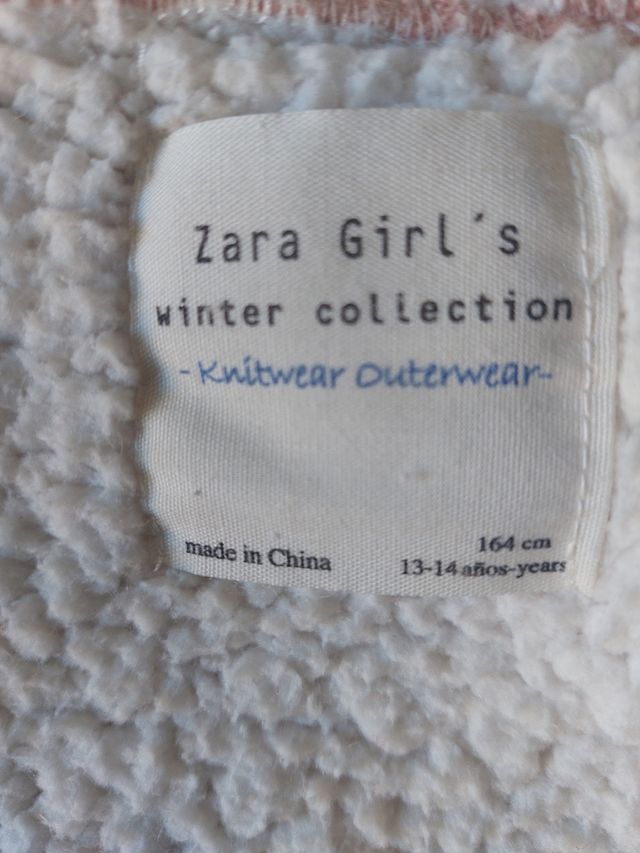 Zara Girl´s
winter collection
- Knitwear Outerwear-
made in China
164 cm
13-14 años-years